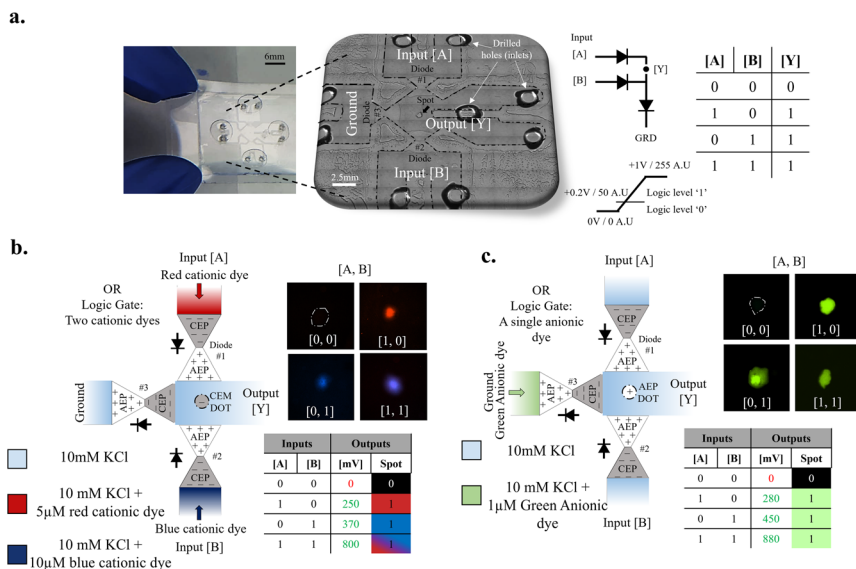 a.
6mm
Input [A]
Drilled
holes (inlets)
Diode
#1
Ground
Diode
#3
Spot
Output [Y]
#2
Diode
Input [B]
2.5mm
Input
[A]
[B]
[Y]
GRD
+1V / 255 A.U
+0.2V / 50 A.U
Logic level ‘1’
Logic level ‘0’
0V / 0 A.U
[A] [B] [Y]
0 0 0
1 0 1
0 1 1
1 1 1
b.
OR
Logic Gate:
Two cationic dyes
Input [A]
Red cationic dye
CEP
Diode
#1
AEP
Ground
AEP
#3
CEP
CEM
DOT
Output
[Y]
AEP
#2
CEP
Blue cationic dye
Input [B]
10mM KCl
10 mM KCl +
5µM red cationic dye
10 mM KCl +
10µM blue cationic dye
[A, B]
[0, 0] [1, 0]
[0, 1] [1, 1]
Inputs Outputs
[A] [B] [mV] Spot
0 0 0 0
1 0 250 1
0 1 370 1
1 1 800 1
c.
OR
Logic Gate:
A single anionic
dye
Input [A]
CEP
Diode
#1
AEP
Ground
Green Anionic dye
AEP
#3
CEP
AEP
DOT
Output
[Y]
AEP
#2
CEP
Input [B]
10mM KCl
10 mM KCl +
1µM Green Anionic
dye
[A, B]
[0, 0] [1, 0]
[0, 1] [1, 1]
Inputs Outputs
[A] [B] [mV] Spot
0 0 0 0
1 0 280 1
0 1 450 1
1 1 880 1